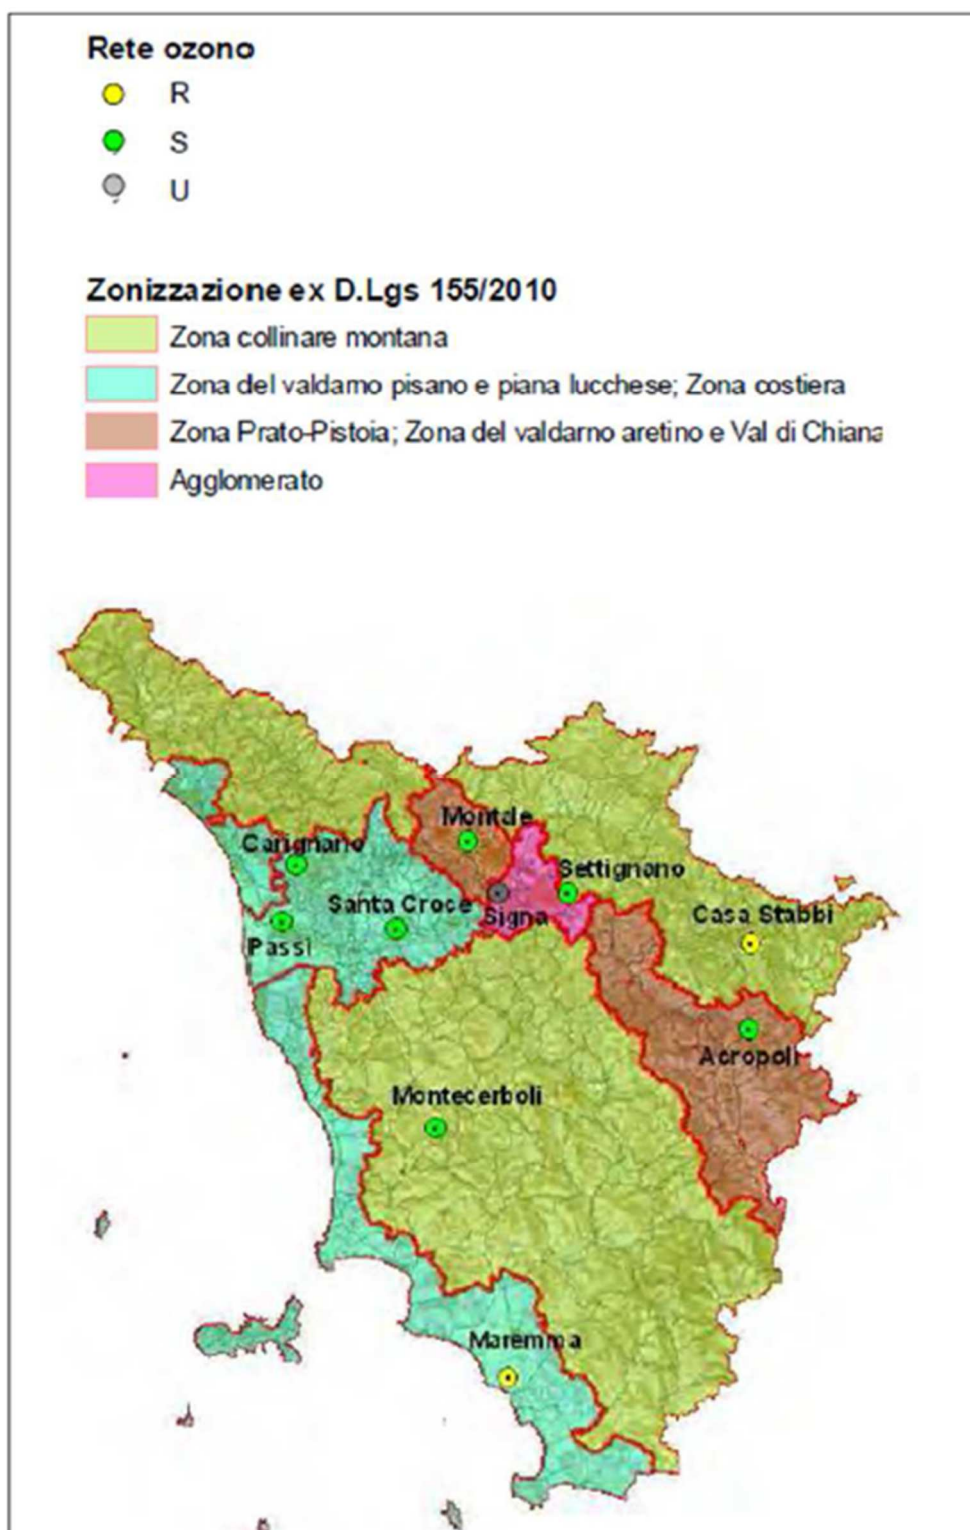 Rete ozono
R
S
U
Zonizzazione ex D.Lgs 155/2010
Zona collinare montana
Zona del valdarno pisano e piana lucchese; Zona costiera
Zona Prato-Pistoia; Zona del valdarno aretino e Val di Chiana
Agglomerato
Montale
Carignano
Settignano
Santa Croce
Signa
Casa Stabbi
Passi
Acropoli
Montecerboli
Maremma